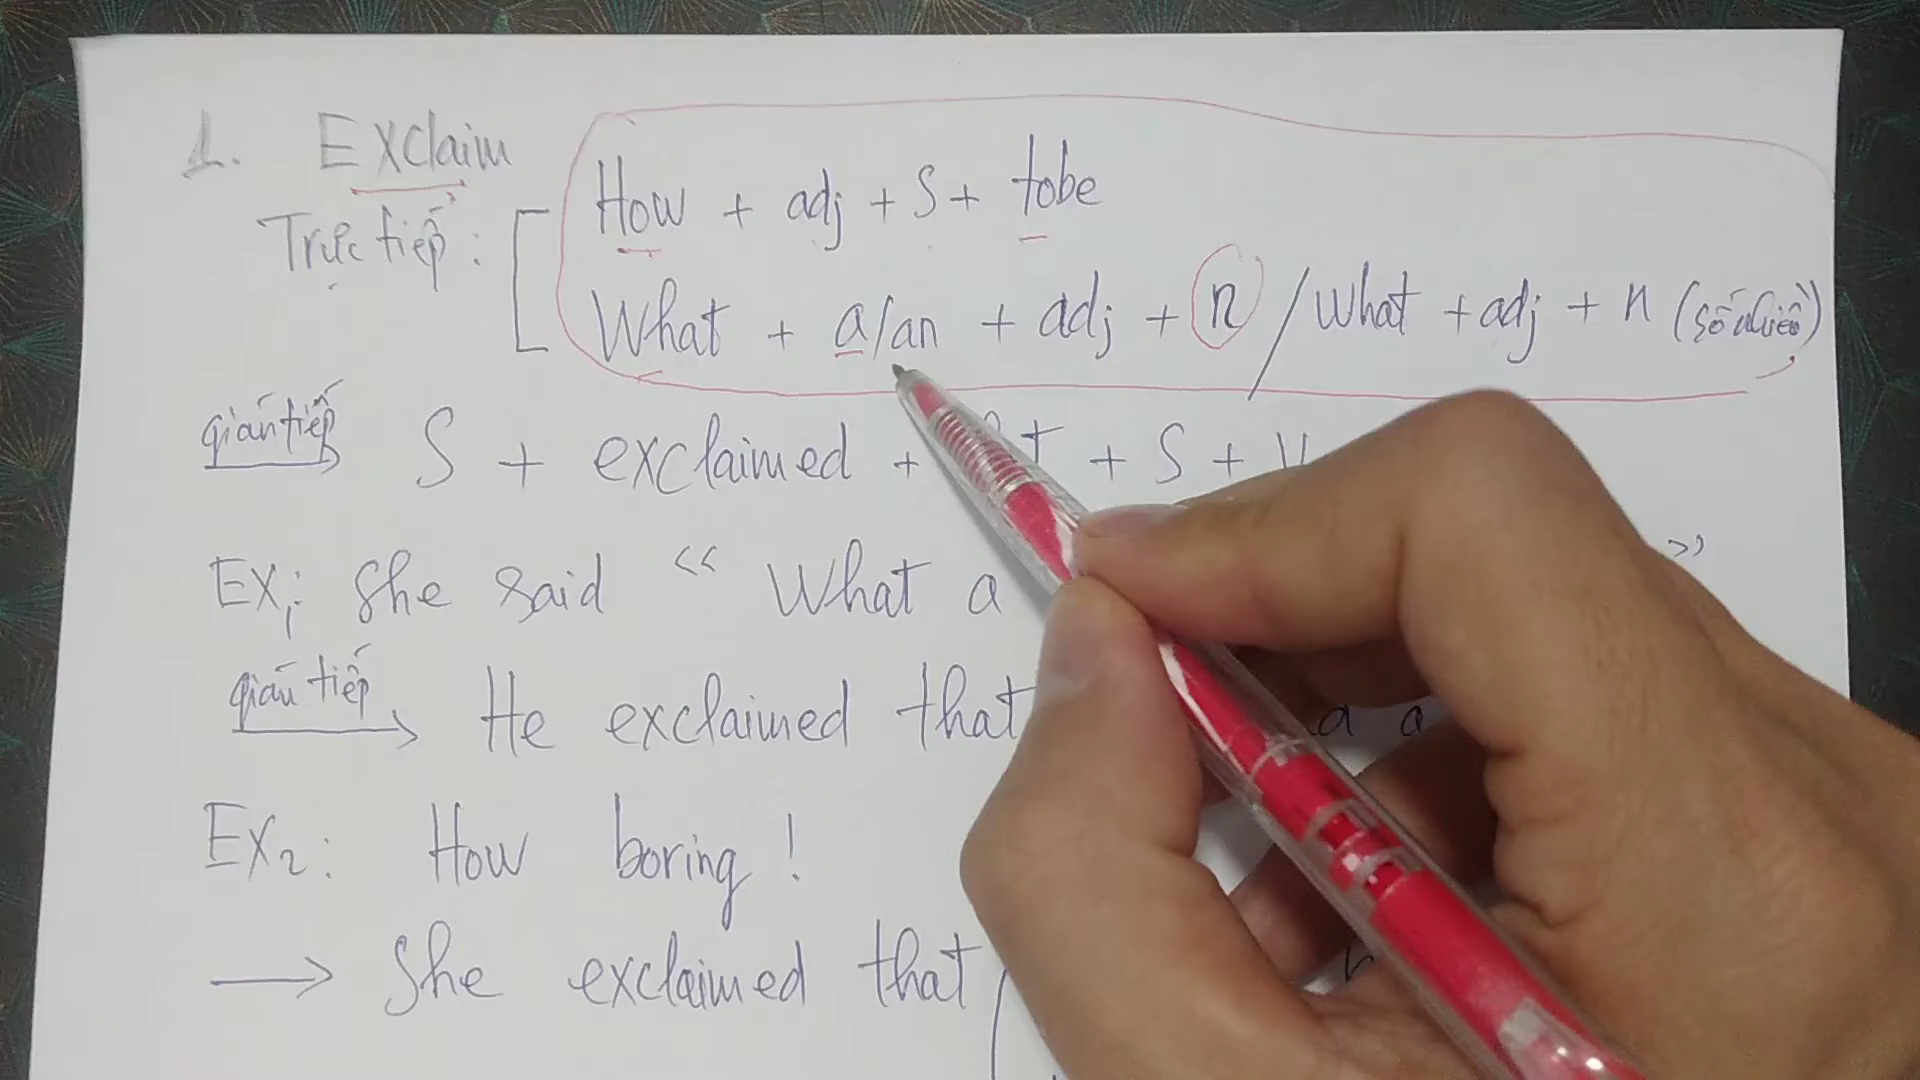 1. Exclaim
Trực tiếp: How + adj + S + tobe
What + a/an + adj + n / What + adj + n (số nhiều)
gián tiếp S + exclaimed + + S + V
Ex1: She said “ What a ”
gián tiếp → He exclaimed that a
Ex2: How boring!
→ She exclaimed that